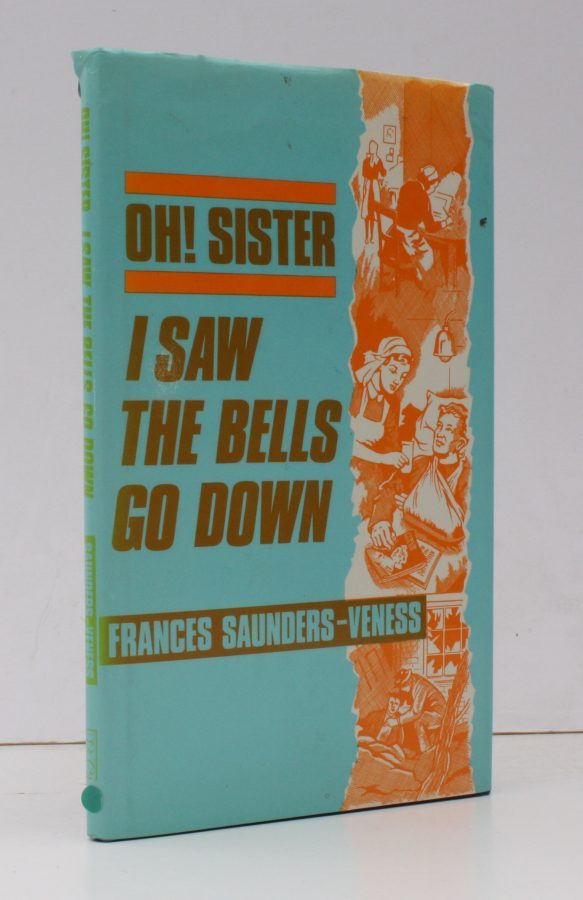 OH! SISTER
I SAW
THE BELLS
GO DOWN
FRANCES SAUNDERS-VENESS
OH! SISTER I SAW THE BELLS GO DOWN
SAUNDERS-VENESS